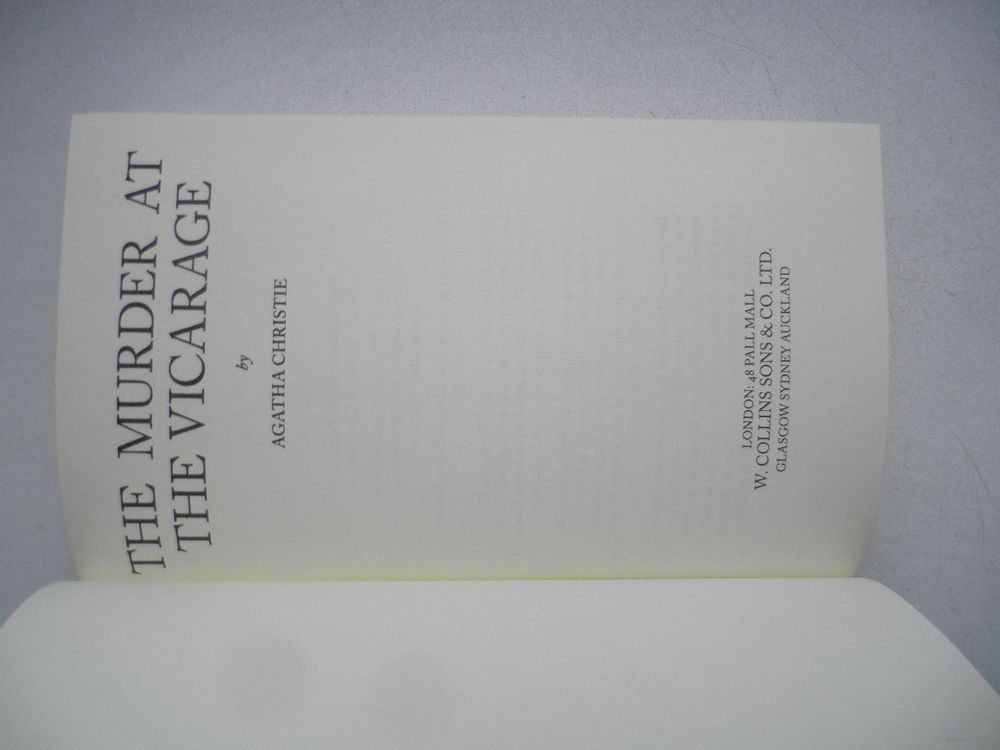 THE MURDER AT
THE VICARAGE
by
AGATHA CHRISTIE
LONDON: 48 PALL MALL
W. COLLINS SONS & CO. LTD.
GLASGOW SYDNEY AUCKLAND